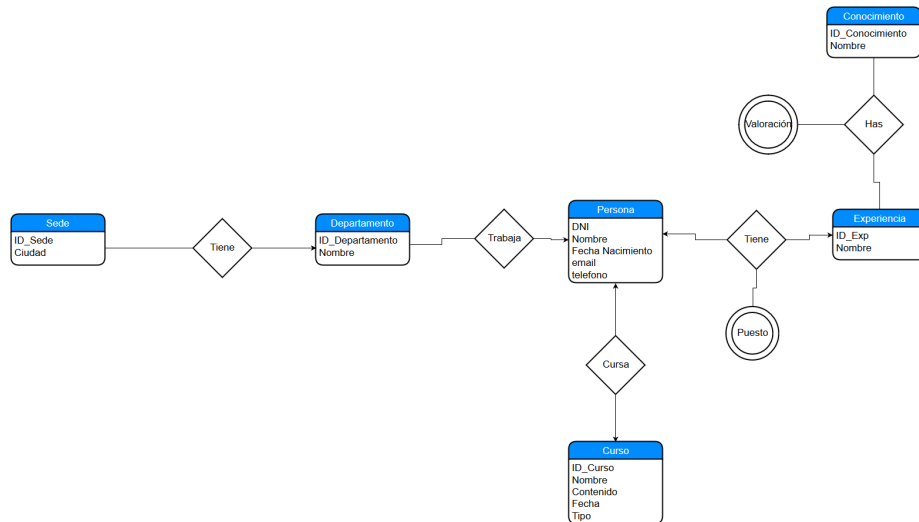 Conocimiento
ID_Conocimiento
Nombre
Valoración
Has
Sede
ID_Sede
Ciudad
Tiene
Departamento
ID_Departamento
Nombre
Trabaja
Persona
DNI
Nombre
Fecha Nacimiento
email
telefono
Tiene
Experiencia
ID_Exp
Nombre
Puesto
Cursa
Curso
ID_Curso
Nombre
Contenido
Fecha
Tipo